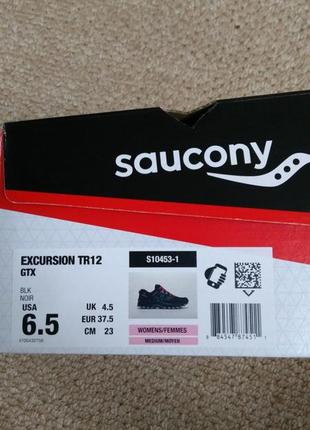 saucony
EXCURSION TR12
GTX
S10453-1
BLK
NOIR
USA
6.5
UK 4.5
EUR 37.5
CM 23
WOMENS/FEMMES
MEDIUM/MOYEN